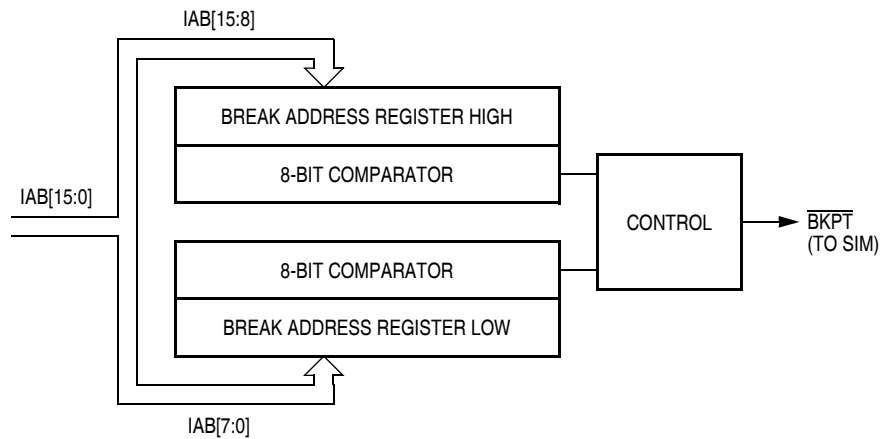 IAB[15:8]
BREAK ADDRESS REGISTER HIGH
8-BIT COMPARATOR
IAB[15:0]
CONTROL
BKPT
(TO SIM)
8-BIT COMPARATOR
BREAK ADDRESS REGISTER LOW
IAB[7:0]